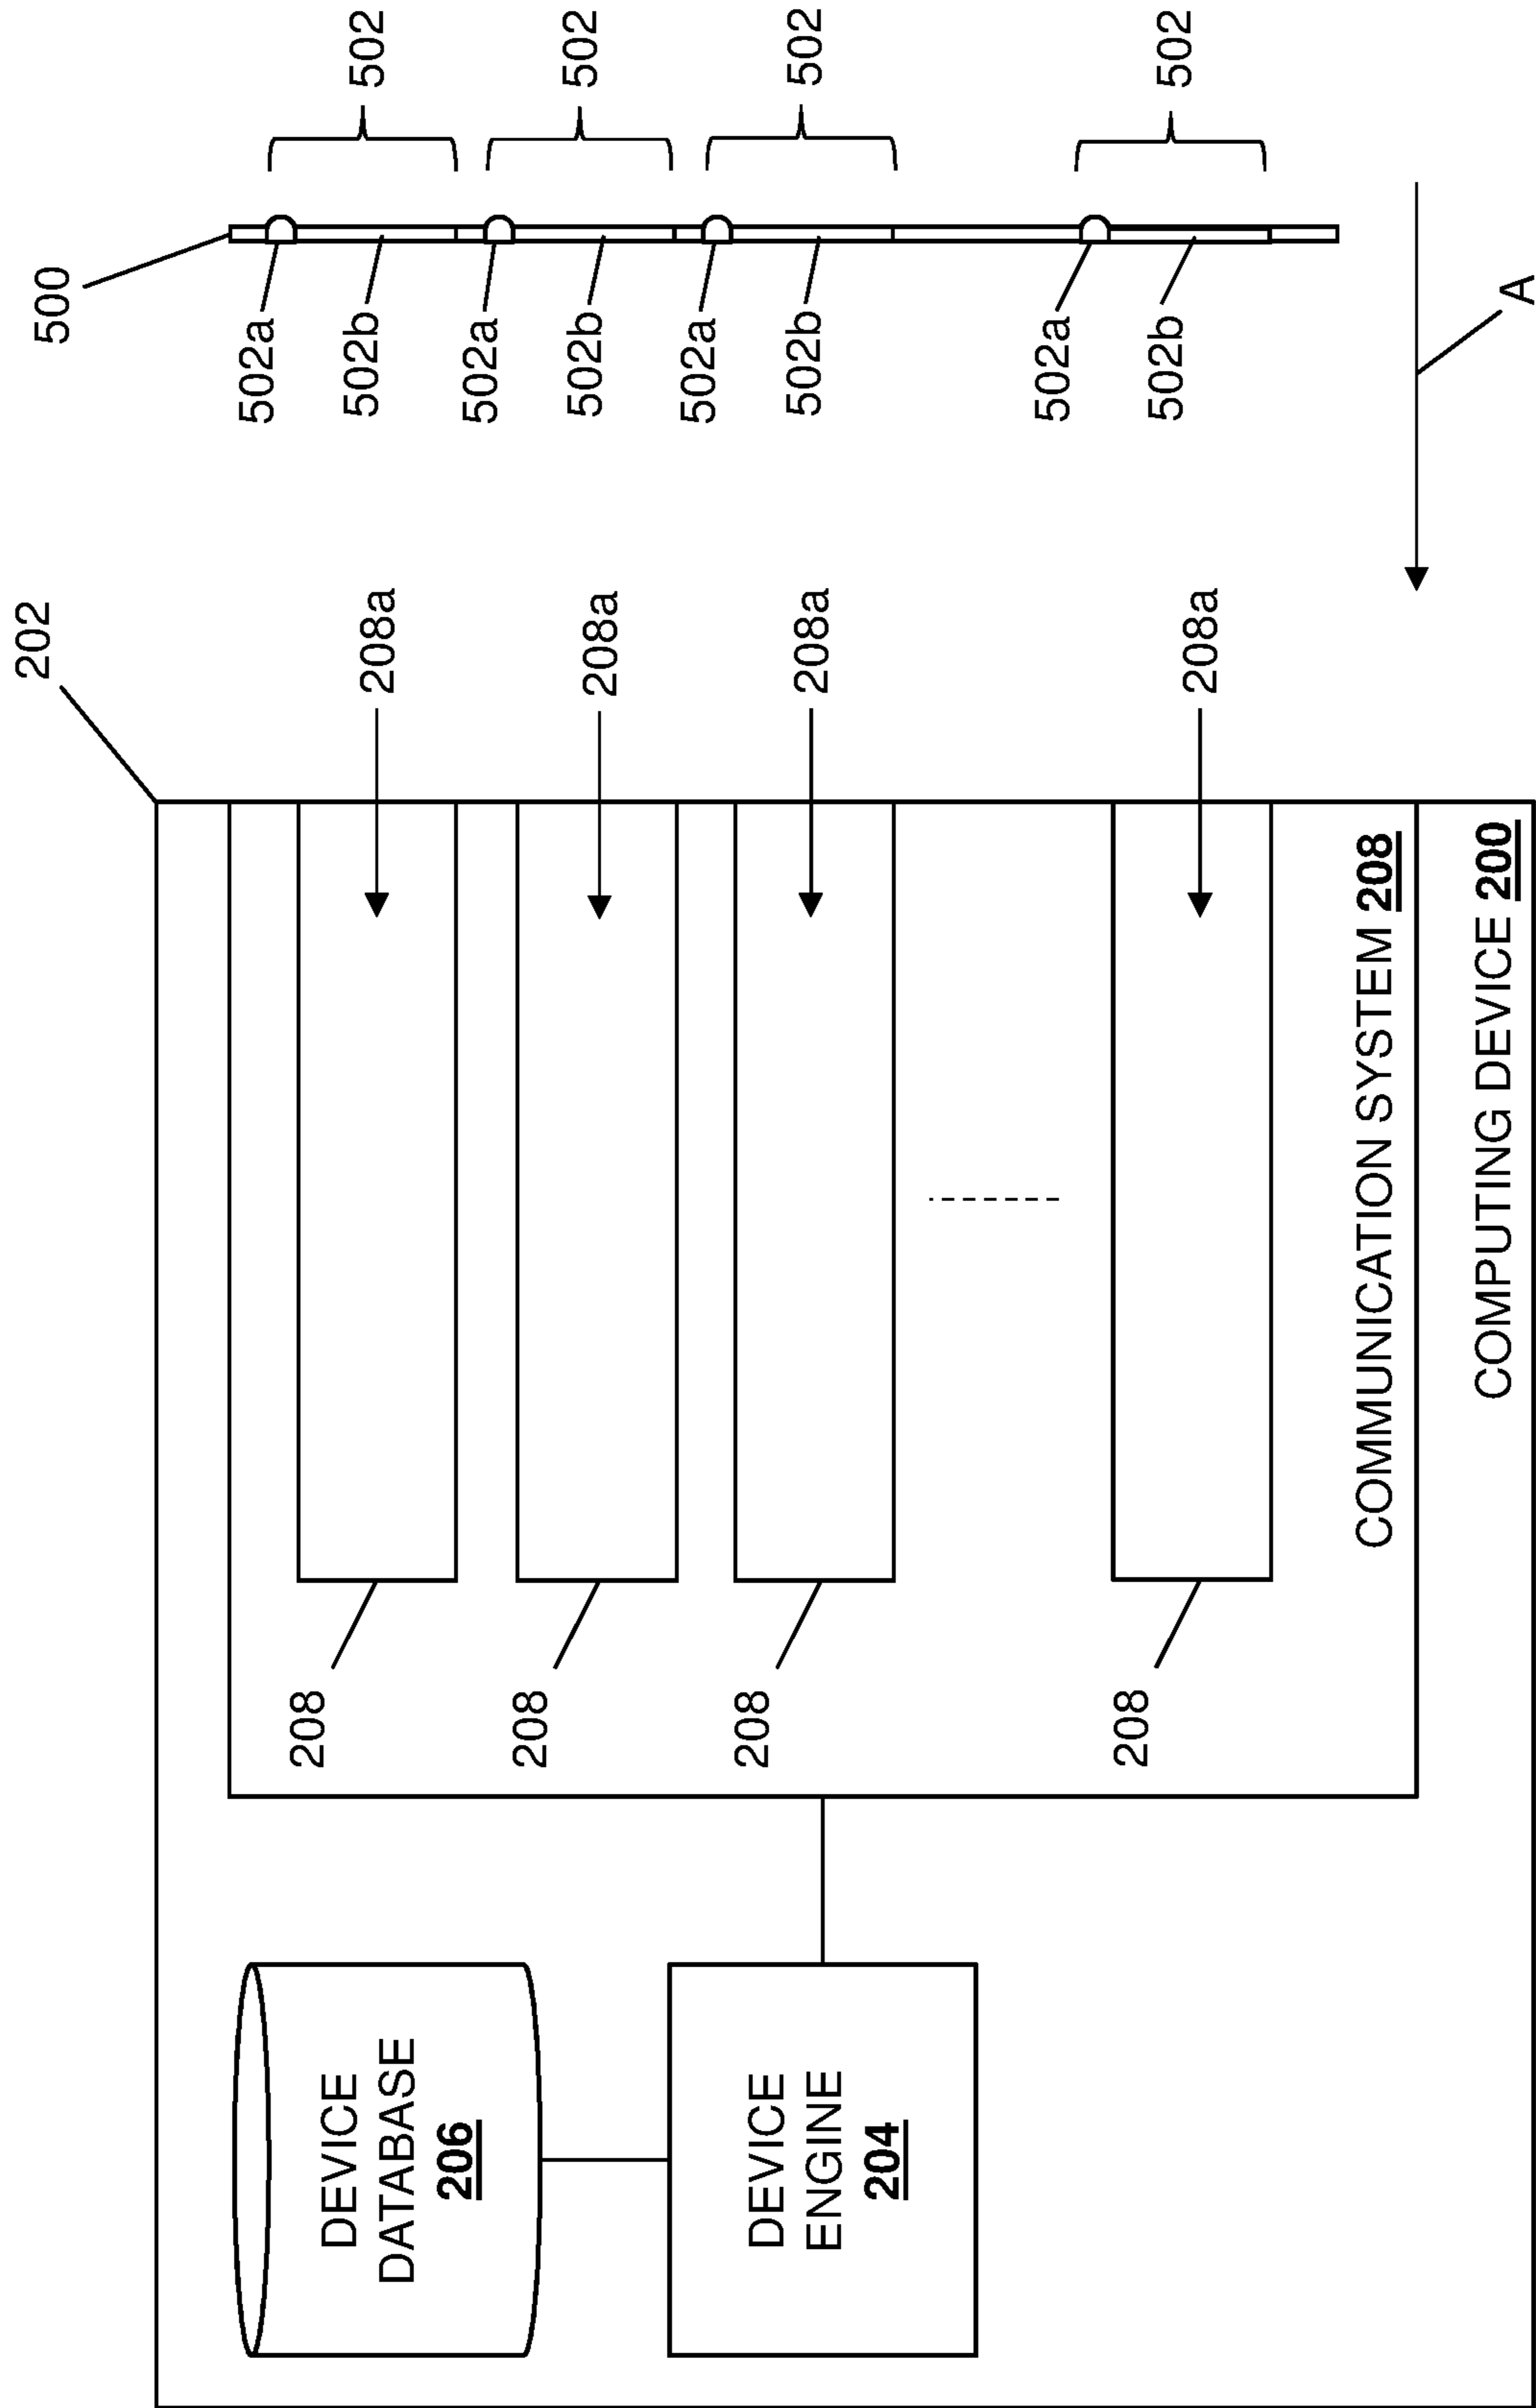 202
500
DEVICE
DATABASE
206
208
208a
502a
502b
502
208
208a
502a
502b
502
DEVICE
ENGINE
204
208
208a
502a
502b
502
208
208a
502a
502b
502
COMMUNICATION SYSTEM 208
COMPUTING DEVICE 200
A